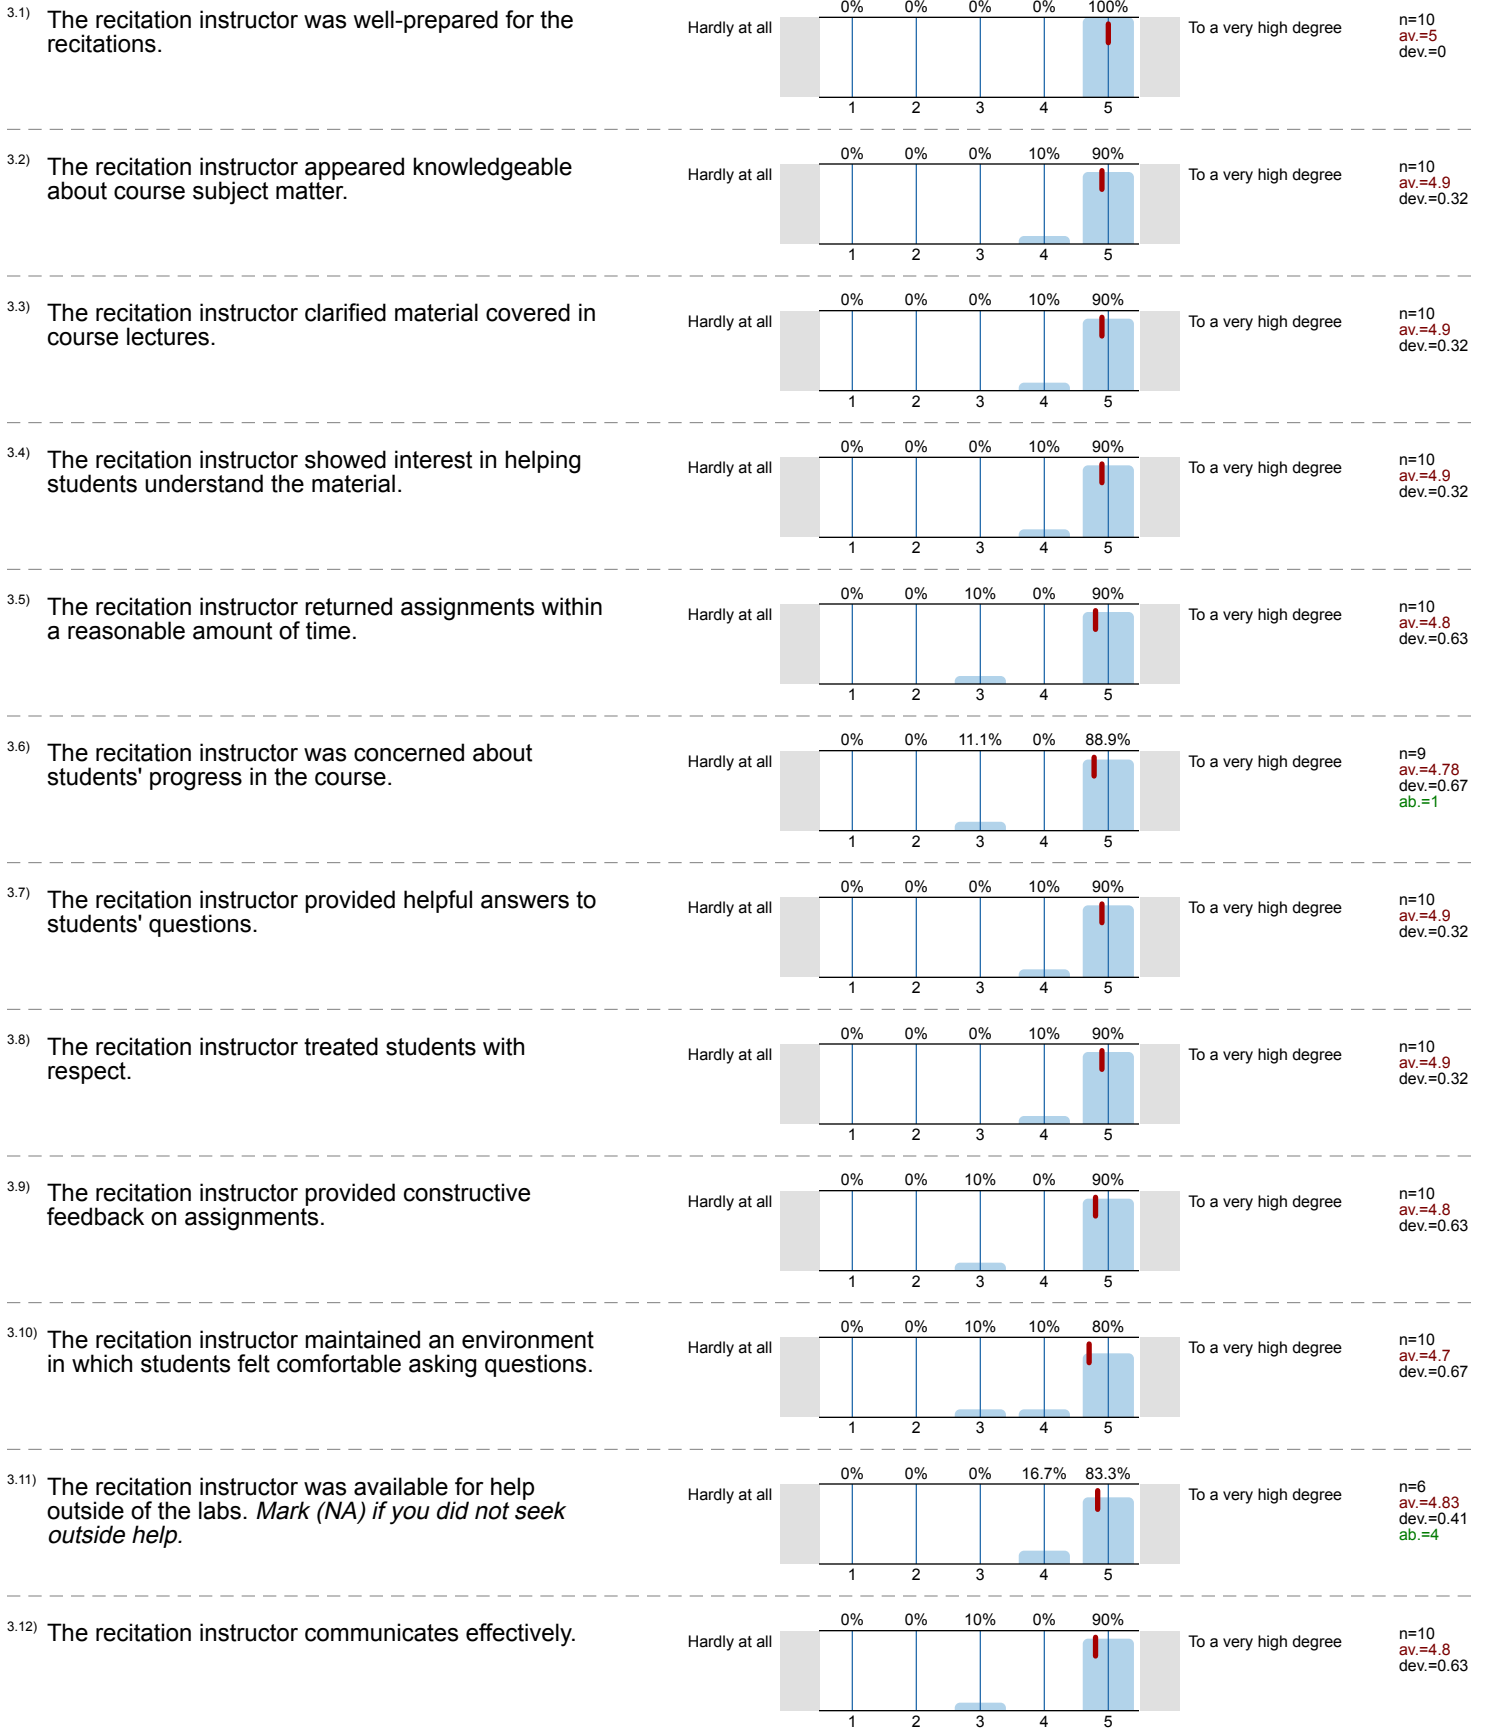 3.1) The recitation instructor was well-prepared for the
recitations.
Hardly at all
0% 0% 0% 0% 100%
1 2 3 4 5
To a very high degree
n=10
av.=5
dev.=0
3.2) The recitation instructor appeared knowledgeable
about course subject matter.
Hardly at all
0% 0% 0% 10% 90%
1 2 3 4 5
To a very high degree
n=10
av.=4.9
dev.=0.32
3.3) The recitation instructor clarified material covered in
course lectures.
Hardly at all
0% 0% 0% 10% 90%
1 2 3 4 5
To a very high degree
n=10
av.=4.9
dev.=0.32
3.4) The recitation instructor showed interest in helping
students understand the material.
Hardly at all
0% 0% 0% 10% 90%
1 2 3 4 5
To a very high degree
n=10
av.=4.9
dev.=0.32
3.5) The recitation instructor returned assignments within
a reasonable amount of time.
Hardly at all
0% 0% 10% 0% 90%
1 2 3 4 5
To a very high degree
n=10
av.=4.8
dev.=0.63
3.6) The recitation instructor was concerned about
students' progress in the course.
Hardly at all
0% 0% 11.1% 0% 88.9%
1 2 3 4 5
To a very high degree
n=9
av.=4.78
dev.=0.67
ab.=1
3.7) The recitation instructor provided helpful answers to
students' questions.
Hardly at all
0% 0% 0% 10% 90%
1 2 3 4 5
To a very high degree
n=10
av.=4.9
dev.=0.32
3.8) The recitation instructor treated students with
respect.
Hardly at all
0% 0% 0% 10% 90%
1 2 3 4 5
To a very high degree
n=10
av.=4.9
dev.=0.32
3.9) The recitation instructor provided constructive
feedback on assignments.
Hardly at all
0% 0% 10% 0% 90%
1 2 3 4 5
To a very high degree
n=10
av.=4.8
dev.=0.63
3.10) The recitation instructor maintained an environment
in which students felt comfortable asking questions.
Hardly at all
0% 0% 10% 10% 80%
1 2 3 4 5
To a very high degree
n=10
av.=4.7
dev.=0.67
3.11) The recitation instructor was available for help
outside of the labs. Mark (NA) if you did not seek
outside help.
Hardly at all
0% 0% 0% 16.7% 83.3%
1 2 3 4 5
To a very high degree
n=6
av.=4.83
dev.=0.41
ab.=4
3.12) The recitation instructor communicates effectively.
Hardly at all
0% 0% 10% 0% 90%
1 2 3 4 5
To a very high degree
n=10
av.=4.8
dev.=0.63